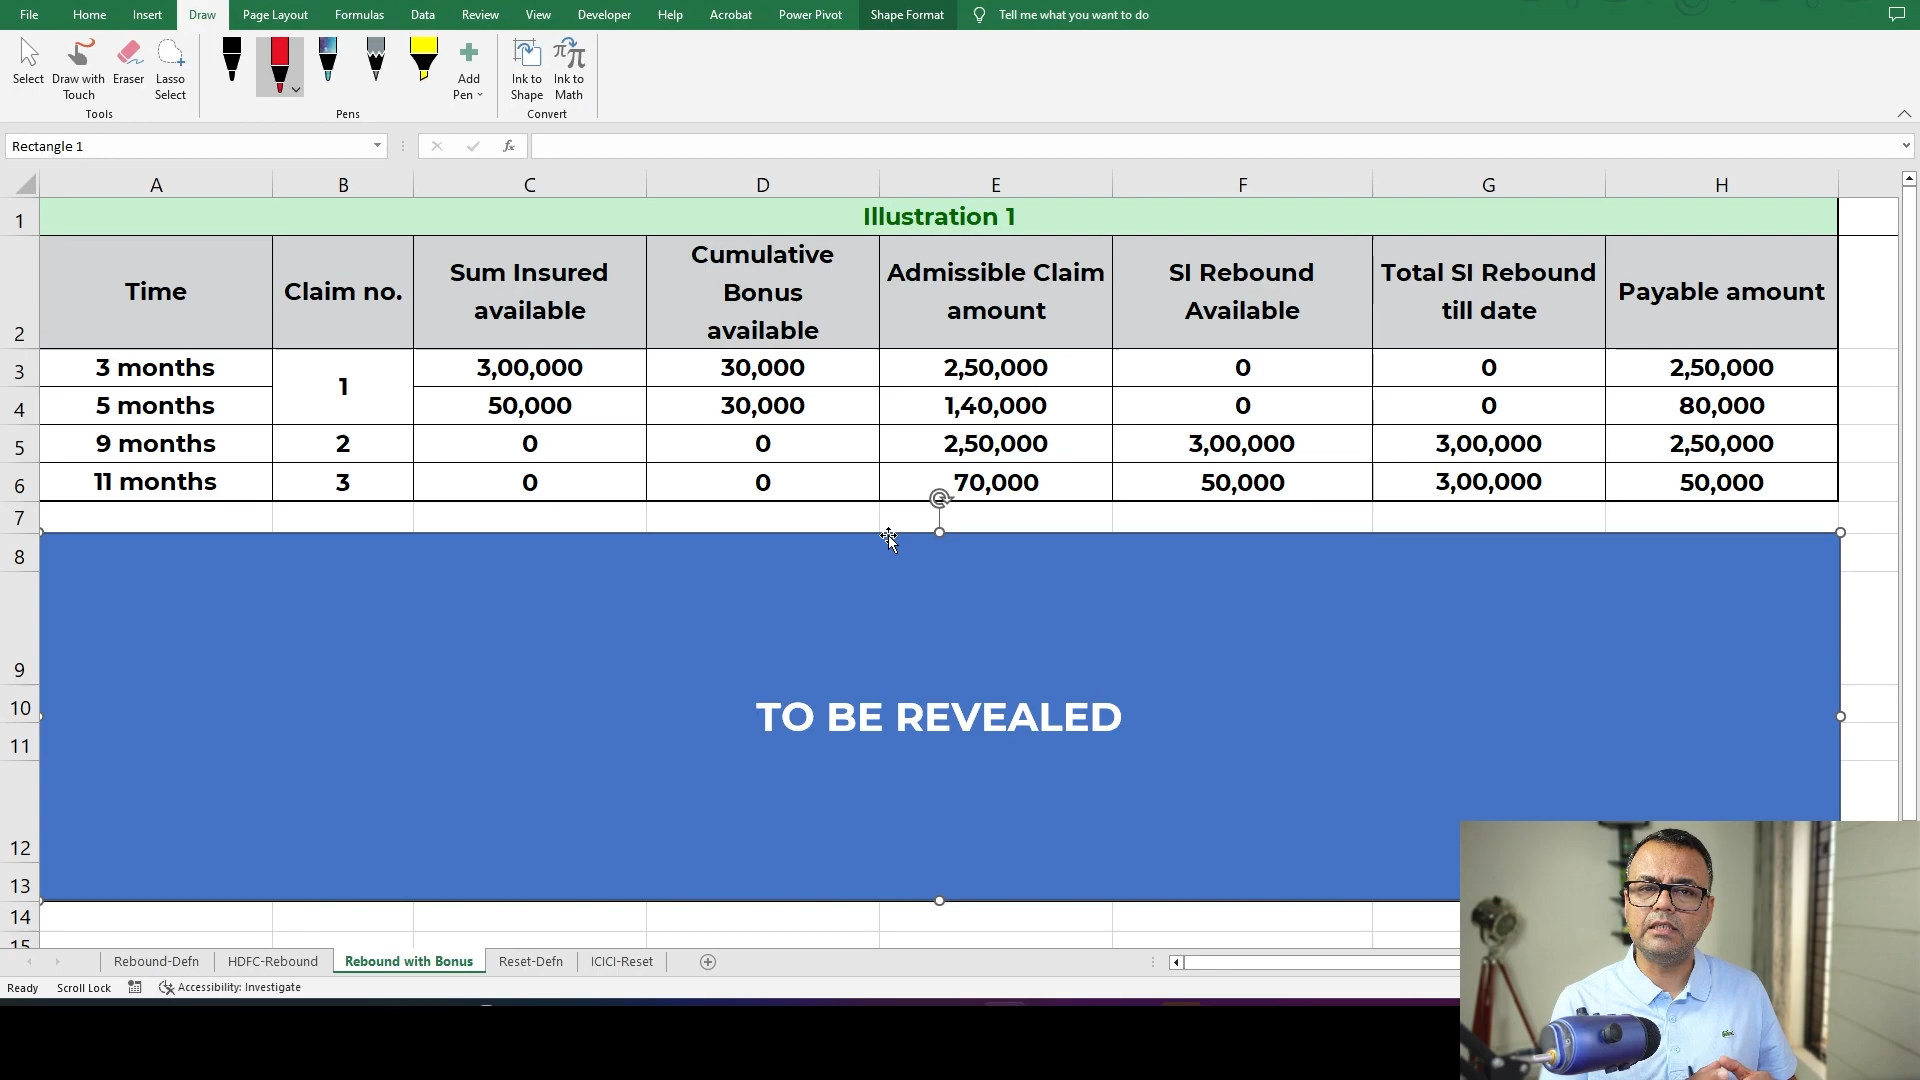 File Home Insert Draw Page Layout Formulas Data Review View Developer Help Acrobat Power Pivot Shape Format Tell me what you want to do
Select
Draw with Touch
Eraser
Lasso Select
Add Pen
Ink to Shape
Ink to Math
Tools
Pens
Convert
Rectangle 1
fx
A B C D E F G H
1 Illustration 1
2 Time Claim no. Sum Insured available Cumulative Bonus available Admissible Claim amount SI Rebound Available Total SI Rebound till date Payable amount
3 3 months 1 3,00,000 30,000 2,50,000 0 0 2,50,000
4 5 months 50,000 30,000 1,40,000 0 0 80,000
5 9 months 2 0 0 2,50,000 3,00,000 3,00,000 2,50,000
6 11 months 3 0 0 70,000 50,000 3,00,000 50,000
7
8
9
TO BE REVEALED
10
11
12
13
14
15
Rebound-Defn HDFC-Rebound Rebound with Bonus Reset-Defn ICICI-Reset
Ready Scroll Lock Accessibility: Investigate